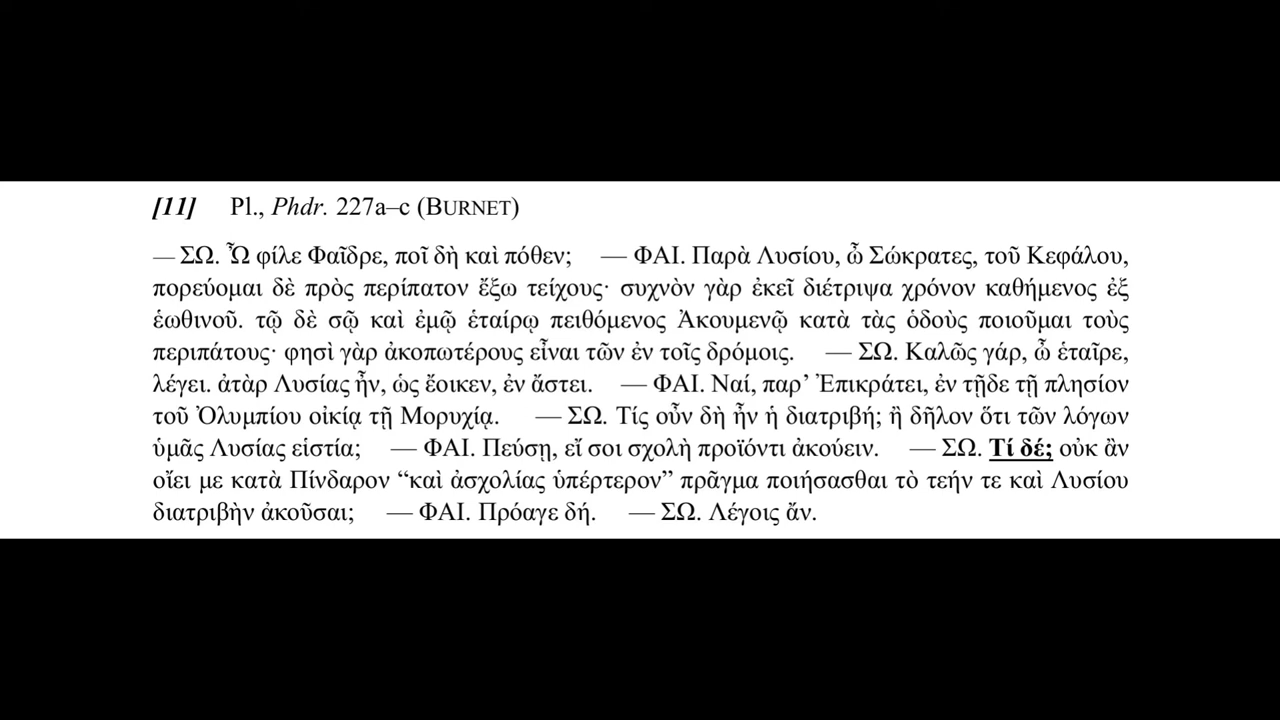 [11] Pl., Phdr. 227a–c (BURNET)
— ΣΩ. Ὦ φίλε Φαῖδρε, ποῖ δὴ καὶ πόθεν; — ΦΑΙ. Παρὰ Λυσίου, ὦ Σώκρατες, τοῦ Κεφάλου,
πορεύομαι δὲ πρὸς περίπατον ἔξω τείχους· συχνὸν γὰρ ἐκεῖ διέτριψα χρόνον καθήμενος ἐξ
ἑωθινοῦ. τῷ δὲ σῷ καὶ ἐμῷ ἑταίρῳ πειθόμενος Ἀκουμενῷ κατὰ τὰς ὁδοὺς ποιοῦμαι τοὺς
περιπάτους· φησὶ γὰρ ἀκοπωτέρους εἶναι τῶν ἐν τοῖς δρόμοις. — ΣΩ. Καλῶς γάρ, ὦ ἑταῖρε,
λέγει. ἀτὰρ Λυσίας ἦν, ὡς ἔοικεν, ἐν ἄστει. — ΦΑΙ. Ναί, παρ’ Ἐπικράτει, ἐν τῇδε τῇ πλησίον
τοῦ Ὀλυμπίου οἰκίᾳ τῇ Μορυχίᾳ. — ΣΩ. Τίς οὖν δὴ ἦν ἡ διατριβή; ἢ δῆλον ὅτι τῶν λόγων
ὑμᾶς Λυσίας εἱστία; — ΦΑΙ. Πεύσῃ, εἴ σοι σχολὴ προϊόντι ἀκούειν. — ΣΩ. Τί δέ; οὐκ ἂν
οἴει με κατὰ Πίνδαρον “καὶ ἀσχολίας ὑπέρτερον” πρᾶγμα ποιήσασθαι τὸ τεήν τε καὶ Λυσίου
διατριβὴν ἀκοῦσαι; — ΦΑΙ. Πρόαγε δή. — ΣΩ. Λέγοις ἄν.